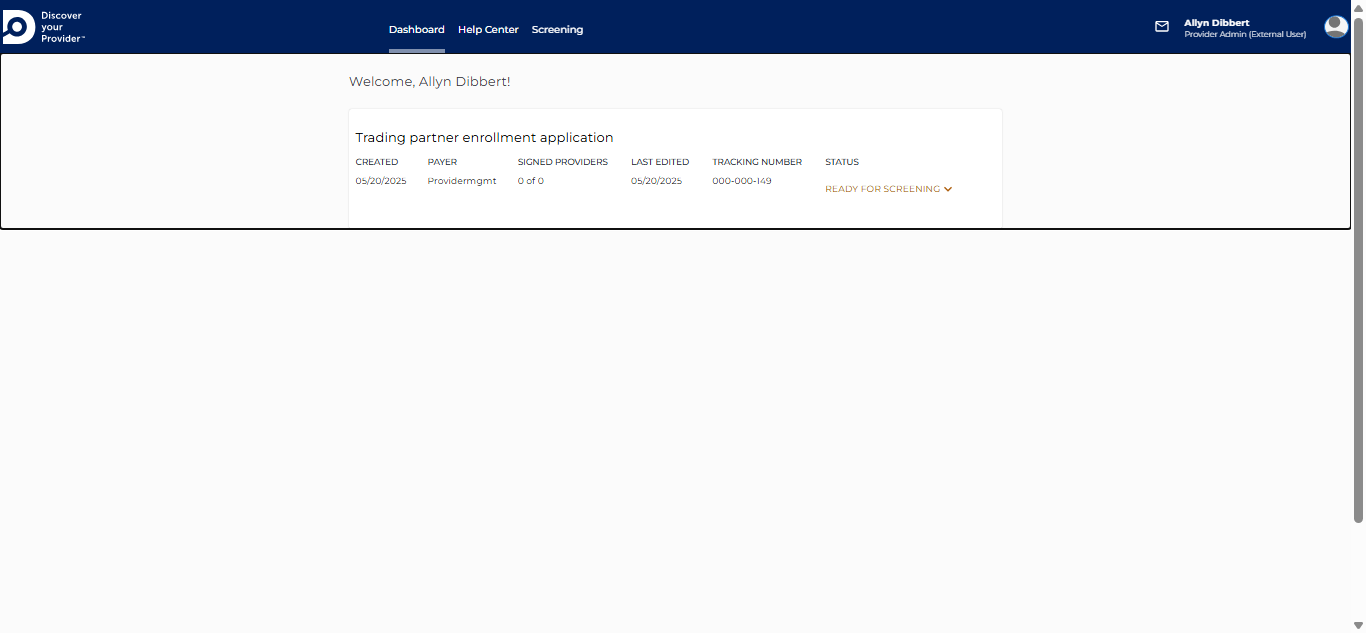 Discover
your
Provider™
Dashboard Help Center Screening
Allyn Dibbert
Provider Admin (External User)
Welcome, Allyn Dibbert!
Trading partner enrollment application
CREATED PAYER SIGNED PROVIDERS LAST EDITED TRACKING NUMBER STATUS
05/20/2025 Providermgmt 0 of 0 05/20/2025 000-000-I49
READY FOR SCREENING